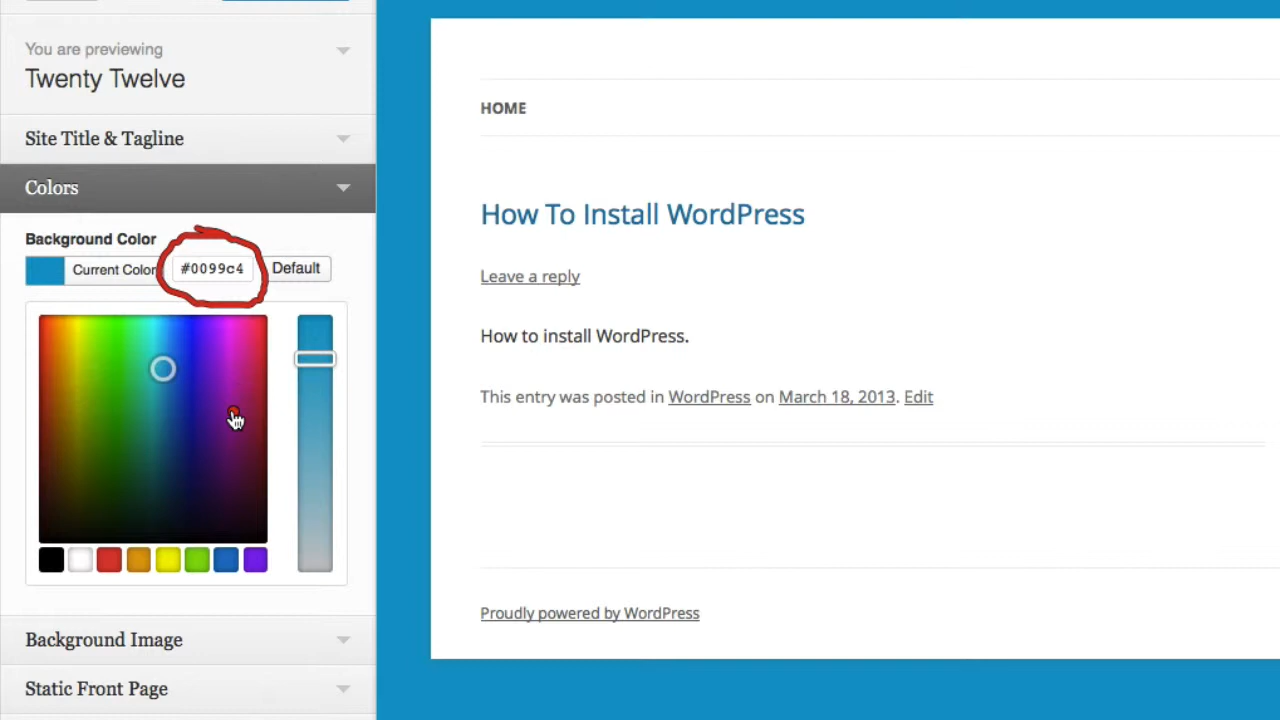 You are previewing
Twenty Twelve
Site Title & Tagline
Colors
Background Color
Current Color
#0099c4
Default
Background Image
Static Front Page
HOME
How To Install WordPress
Leave a reply
How to install WordPress.
This entry was posted in WordPress on March 18, 2013. Edit
Proudly powered by WordPress